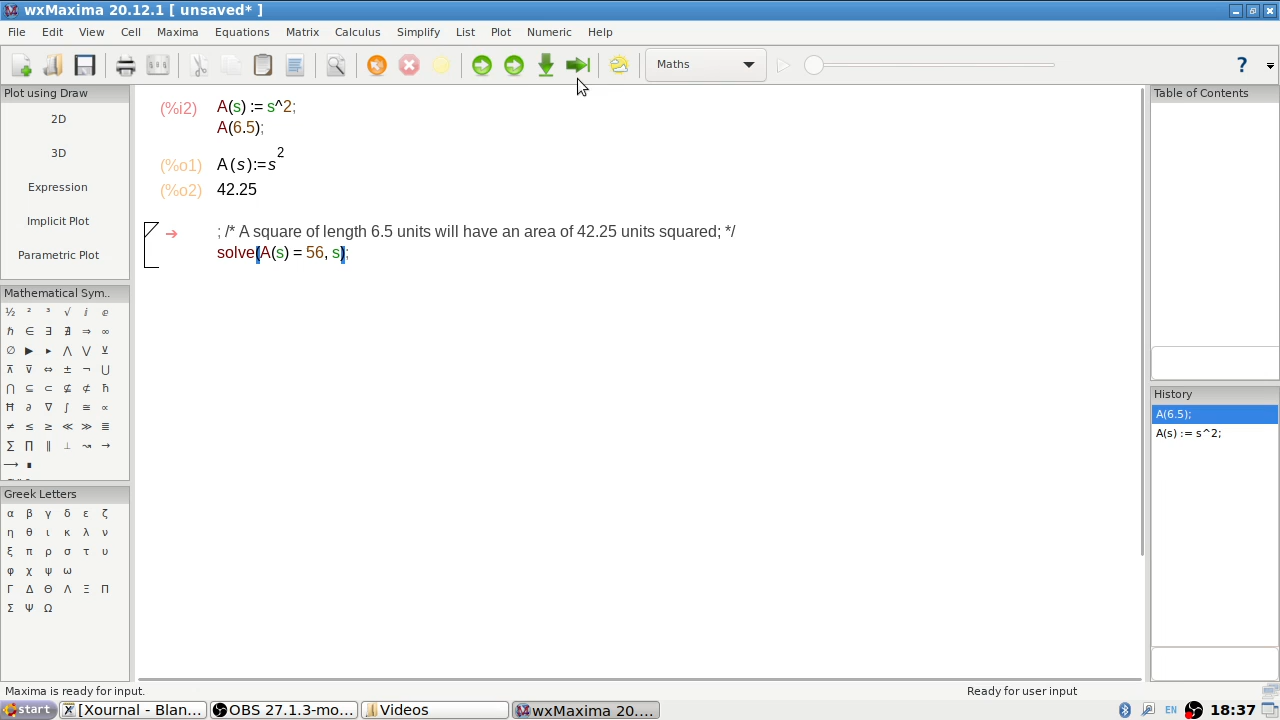 wxMaxima 20.12.1 [ unsaved* ]
File Edit View Cell Maxima Equations Matrix Calculus Simplify List Plot Numeric Help
Maths
?
Plot using Draw
2D
3D
Expression
Implicit Plot
Parametric Plot
Mathematical Sym..
½ ² ³ √ ⅈ ⅇ
ℏ ∈ ∃ ∄ ⇒ ∞
∅ ▶ ▸ ⋀ ⋁ ⊻
⊼ ⊽ ⇔ ± ¬ ⋃
⋂ ⊆ ⊂ ⊈ ⊄ ħ
Ħ ∂ ∇ ∫ ≅ ∝
≠ ≤ ≥ ≪ ≫ ≣
∑ ∏ ∥ ⟂ ↝ →
⟶ ∎
Greek Letters
α β γ δ ε ζ
η θ ι κ λ ν
ξ π ρ σ τ υ
φ χ ψ ω
Γ Δ Θ Λ Ξ Π
Σ Ψ Ω
(%i2) A(s) := s^2;
A(6.5);
(%o1) A(s):=s²
(%o2) 42.25
➔ ; /* A square of length 6.5 units will have an area of 42.25 units squared; */
solve(A(s) = 56, s);
Table of Contents
History
A(6.5);
A(s) := s^2;
Maxima is ready for input.
Ready for user input
start
[Xournal - Blan...
OBS 27.1.3-mo...
Videos
wxMaxima 20....
EN
18:37